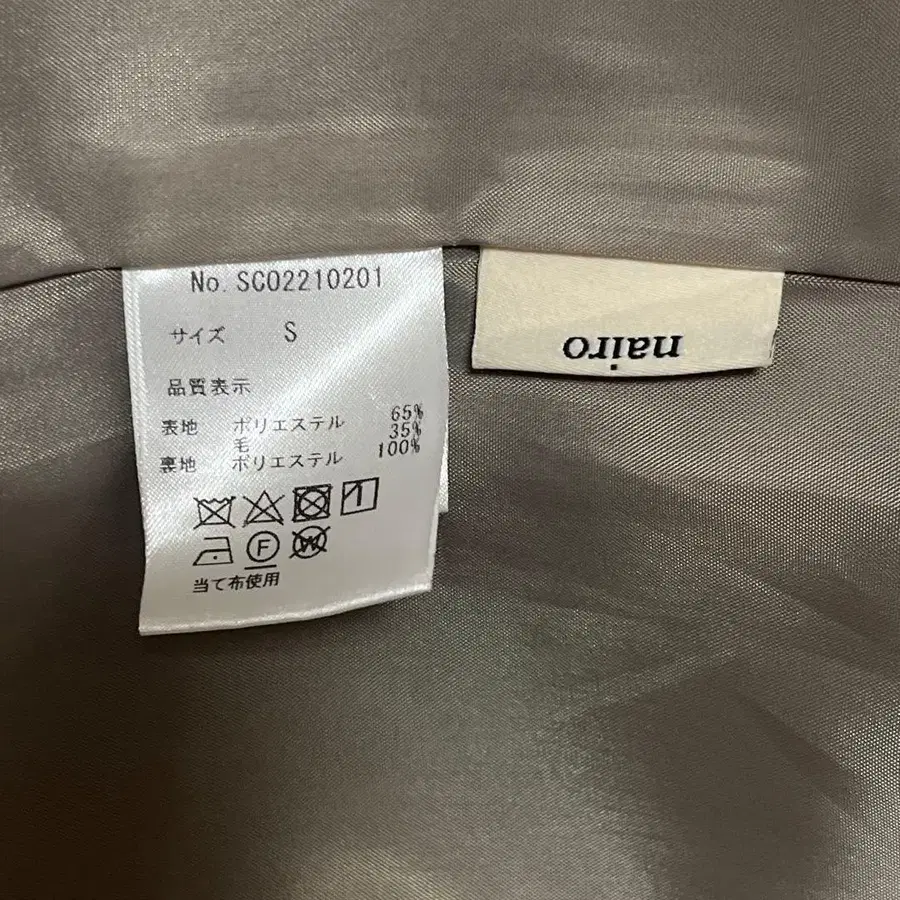 No. SC02210201
サイズ S
品質表示
表地 ポリエステル 65%
毛 35%
裏地 ポリエステル 100%
F W
当て布使用
nairo